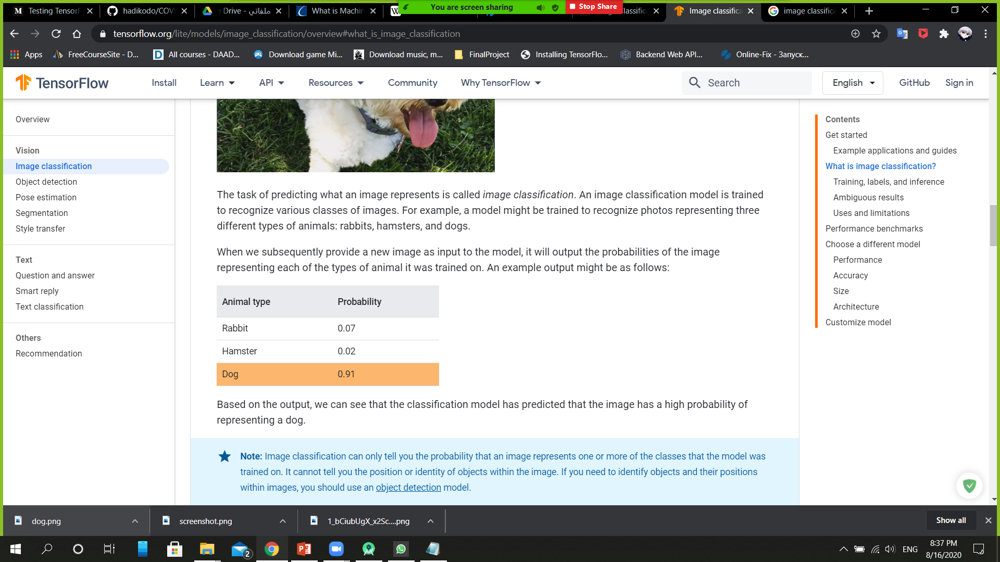 Testing TensorF
hadikodo/COVI
Drive - ملفاتي
What is Machin
You are screen sharing
Stop Share
lassific
Image classifica
image classifica
tensorflow.org/lite/models/image_classification/overview#what_is_image_classification
Apps
FreeCourseSite - D...
All courses - DAAD...
Download game Mi...
Download music, m...
FinalProject
Installing TensorFlo...
Backend Web API...
Online-Fix - Запуск...
TensorFlow
Install
Learn
API
Resources
Community
Why TensorFlow
Search
English
GitHub
Sign in
Overview
Vision
Image classification
Object detection
Pose estimation
Segmentation
Style transfer
Text
Question and answer
Smart reply
Text classification
Others
Recommendation
The task of predicting what an image represents is called image classification. An image classification model is trained
to recognize various classes of images. For example, a model might be trained to recognize photos representing three
different types of animals: rabbits, hamsters, and dogs.
When we subsequently provide a new image as input to the model, it will output the probabilities of the image
representing each of the types of animal it was trained on. An example output might be as follows:
Animal type Probability
Rabbit 0.07
Hamster 0.02
Dog 0.91
Based on the output, we can see that the classification model has predicted that the image has a high probability of
representing a dog.
Note: Image classification can only tell you the probability that an image represents one or more of the classes that the model was
trained on. It cannot tell you the position or identity of objects within the image. If you need to identify objects and their positions
within images, you should use an object detection model.
Contents
Get started
Example applications and guides
What is image classification?
Training, labels, and inference
Ambiguous results
Uses and limitations
Performance benchmarks
Choose a different model
Performance
Accuracy
Size
Architecture
Customize model
dog.png
screenshot.png
1_bCiubUgX_x2Sc....png
Show all
2
ENG
8:37 PM
8/16/2020